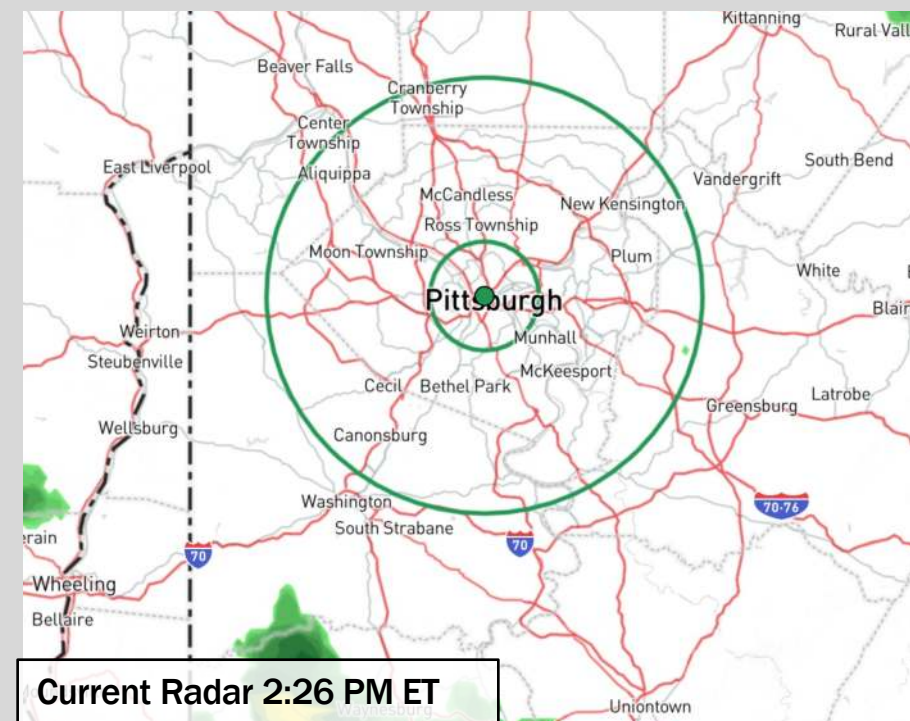 Kittanning
Rural Vall
Beaver Falls
Cranberry
Township
Center
Township
East Liverpool
South Bend
Aliquippa
Vandergrift
McCandless
New Kensington
Ross Township
Moon Township
Plum
White
Pittsburgh
Blair
Weirton
Munhall
Steubenville
McKeesport
Cecil
Bethel Park
Latrobe
Greensburg
Wellsburg
Canonsburg
Washington
70-76
South Strabane
erain
70
70
Wheeling
Bellaire
Current Radar 2:26 PM ET
Waynesburg
Uniontown